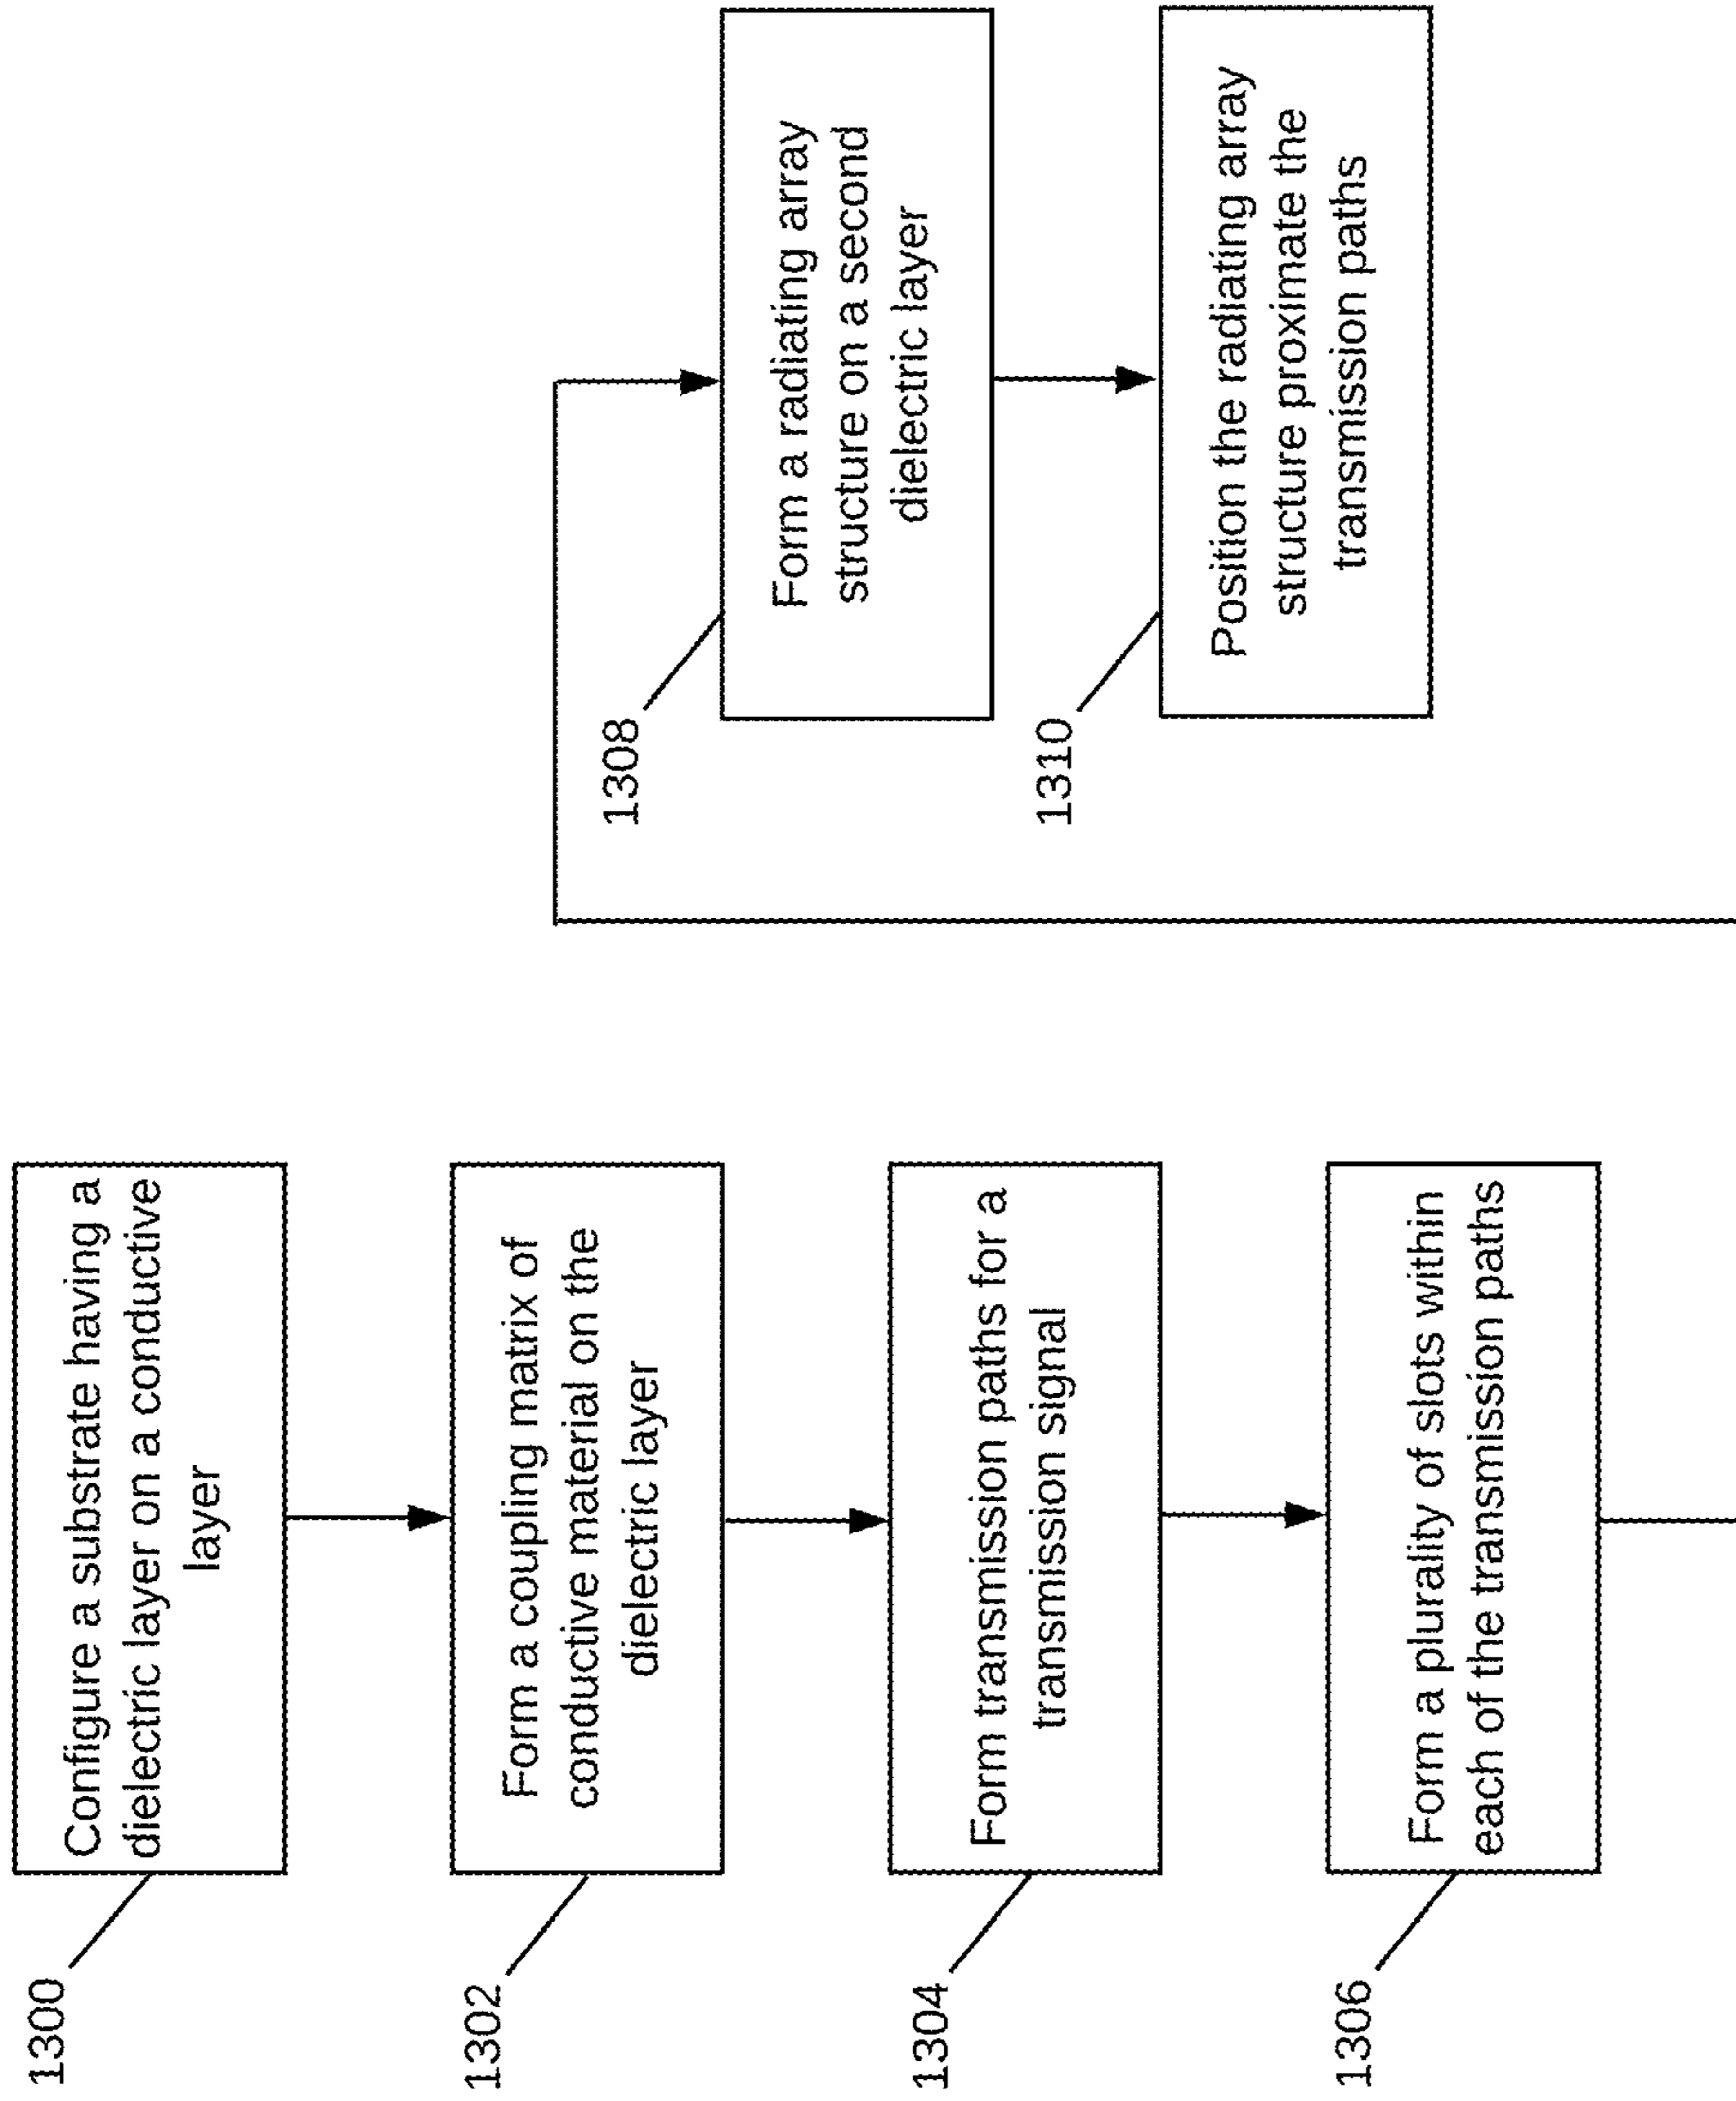 1300
Configure a substrate having a
dielectric layer on a conductive
layer
1302
Form a coupling matrix of
conductive material on the
dielectric layer
1304
Form transmission paths for a
transmission signal
1306
Form a plurality of slots within
each of the transmission paths
1308
Form a radiating array
structure on a second
dielectric layer
1310
Position the radiating array
structure proximate the
transmission paths